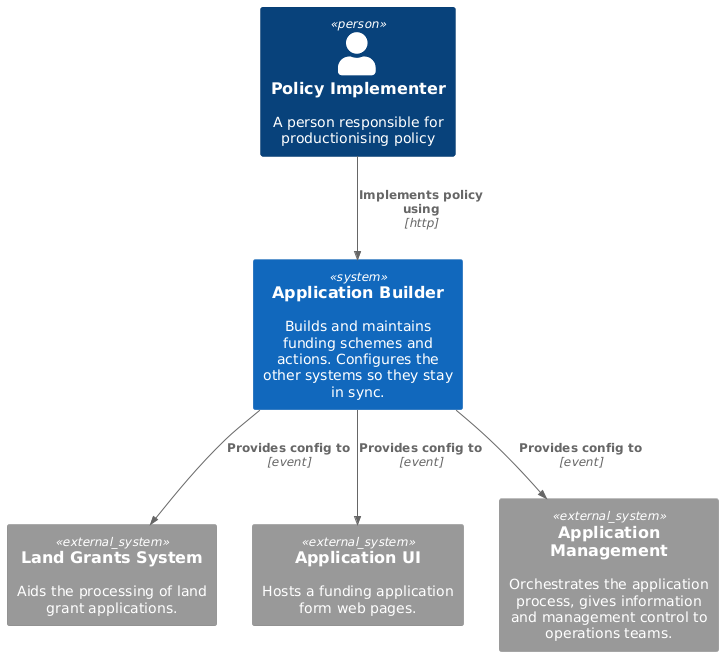 «person»
Policy Implementer
A person responsible for
productionising policy
Implements policy
using
[http]
«system»
Application Builder
Builds and maintains
funding schemes and
actions. Configures the
other systems so they stay
in sync.
Provides config to
[event]
Provides config to
[event]
Provides config to
[event]
«external_system»
Land Grants System
Aids the processing of land
grant applications.
«external_system»
Application UI
Hosts a funding application
form web pages.
«external_system»
Application
Management
Orchestrates the application
process, gives information
and management control to
operations teams.